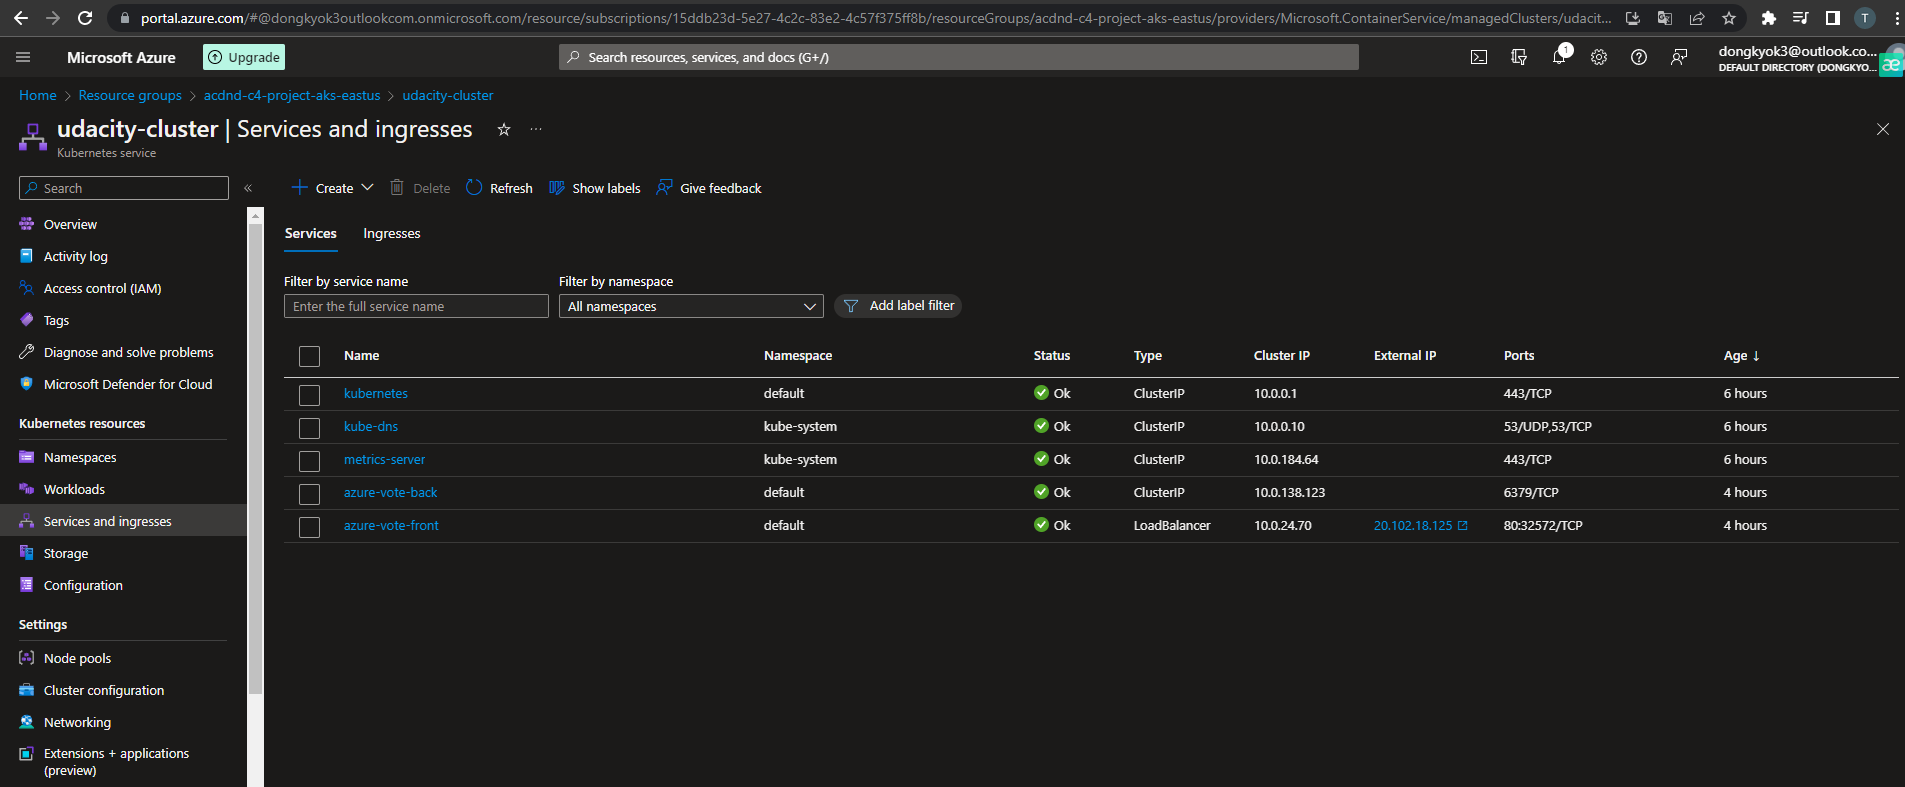 portal.azure.com/#@dongkyok3outlookcom.onmicrosoft.com/resource/subscriptions/15ddb23d-5e27-4c2c-83e2-4c57f375ff8b/resourceGroups/acdnd-c4-project-aks-eastus/providers/Microsoft.ContainerService/managedClusters/udacit...
T
Microsoft Azure
Upgrade
Search resources, services, and docs (G+/)
1
dongkyok3@outlook.co...
DEFAULT DIRECTORY (DONGKYO...
æ
Home > Resource groups > acdnd-c4-project-aks-eastus > udacity-cluster
udacity-cluster | Services and ingresses
Kubernetes service
Search
Create Delete Refresh Show labels Give feedback
Overview
Activity log
Access control (IAM)
Tags
Diagnose and solve problems
Microsoft Defender for Cloud
Kubernetes resources
Namespaces
Workloads
Services and ingresses
Storage
Configuration
Settings
Node pools
Cluster configuration
Networking
Extensions + applications
(preview)
Services Ingresses
Filter by service name Filter by namespace
Enter the full service name All namespaces Add label filter
Name Namespace Status Type Cluster IP External IP Ports Age ↓
kubernetes default Ok ClusterIP 10.0.0.1 443/TCP 6 hours
kube-dns kube-system Ok ClusterIP 10.0.0.10 53/UDP,53/TCP 6 hours
metrics-server kube-system Ok ClusterIP 10.0.184.64 443/TCP 6 hours
azure-vote-back default Ok ClusterIP 10.0.138.123 6379/TCP 4 hours
azure-vote-front default Ok LoadBalancer 10.0.24.70 20.102.18.125 80:32572/TCP 4 hours